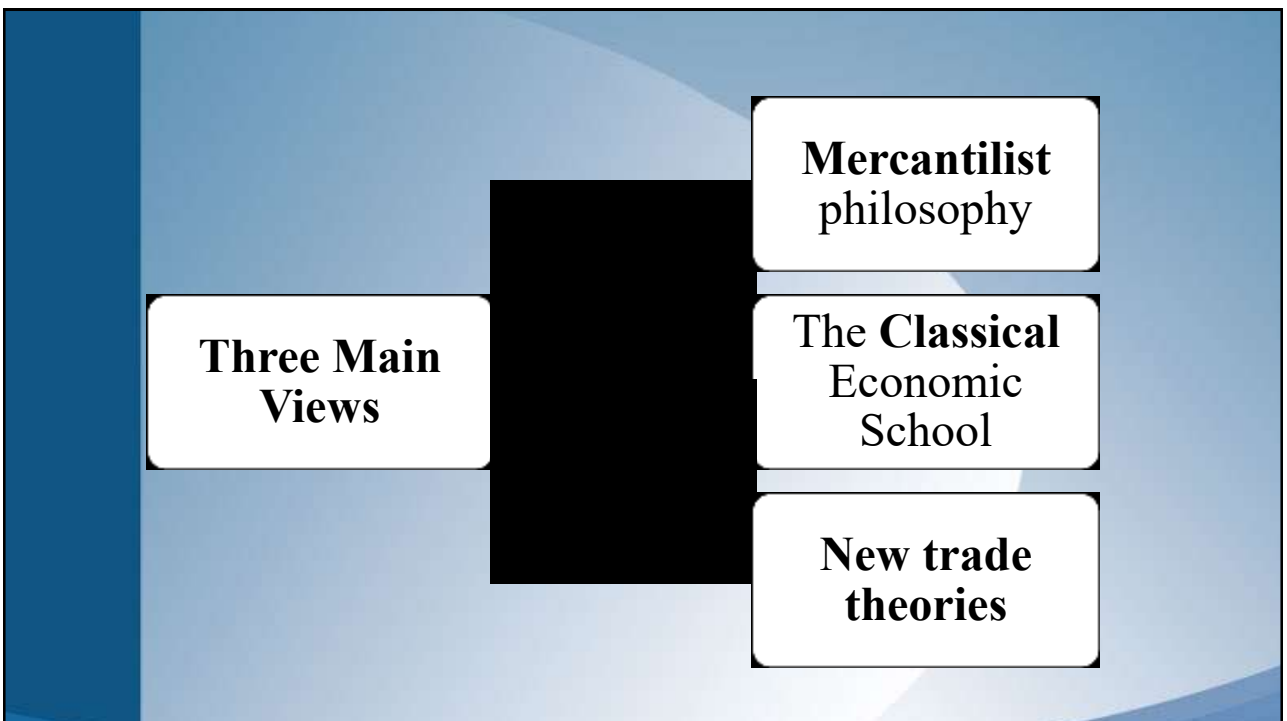 Three Main
Views
Mercantilist
philosophy
The Classical
Economic
School
New trade
theories